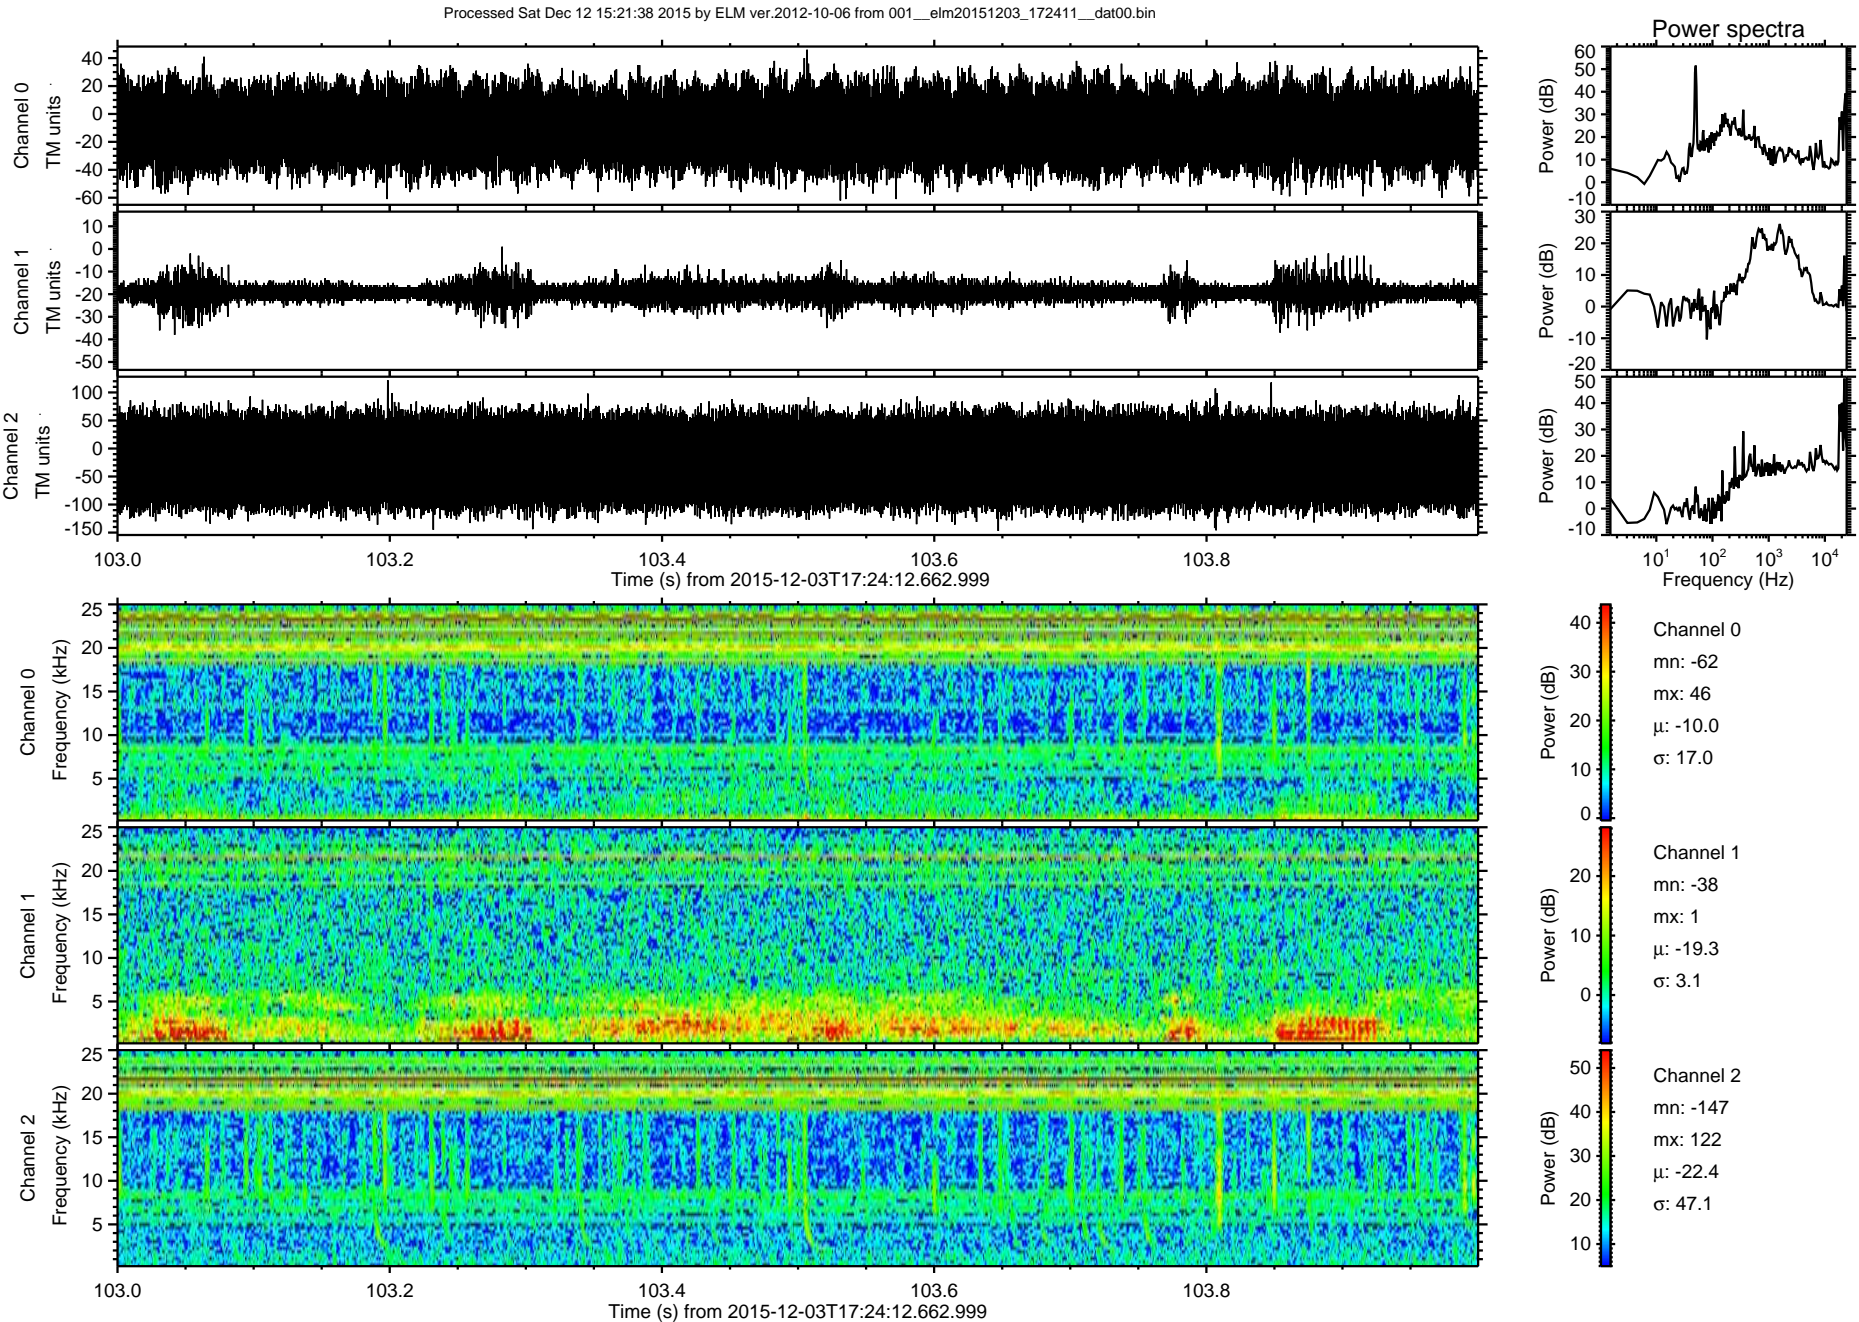 Processed Sat Dec 12 15:21:38 2015 by ELM ver.2012-10-06 from 001__elm20151203_172411__dat00.bin
Power spectra
Channel 0
TM units
40
20
0
-20
-40
-60
Power (dB)
60
50
40
30
20
10
0
-10
Channel 1
TM units
10
0
-10
-20
-30
-40
-50
Power (dB)
30
20
10
0
-10
-20
Channel 2
TM units
100
50
0
-50
-100
-150
Power (dB)
50
40
30
20
10
0
-10
103.0 103.2 103.4 103.6 103.8
Time (s) from 2015-12-03T17:24:12.662.999
10^1 10^2 10^3 10^4
Frequency (Hz)
Channel 0
Frequency (kHz)
25
20
15
10
5
Power (dB)
40
30
20
10
0
Channel 0
mn: -62
mx: 46
μ: -10.0
σ: 17.0
Channel 1
Frequency (kHz)
25
20
15
10
5
Power (dB)
20
10
0
Channel 1
mn: -38
mx: 1
μ: -19.3
σ: 3.1
Channel 2
Frequency (kHz)
25
20
15
10
5
Power (dB)
50
40
30
20
10
Channel 2
mn: -147
mx: 122
μ: -22.4
σ: 47.1
103.0 103.2 103.4 103.6 103.8
Time (s) from 2015-12-03T17:24:12.662.999